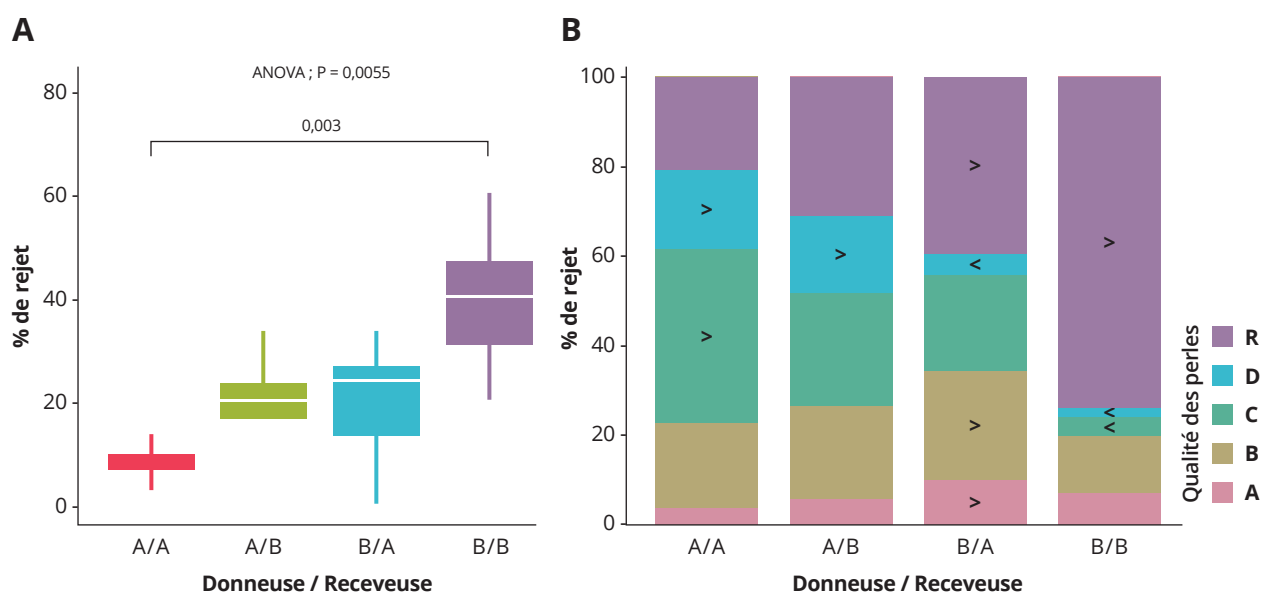 A
ANOVA ; P = 0,0055
0,003
80
60
40
20
0
% de rejet
A/A A/B B/A B/B
Donneuse / Receveuse
B
100
80
60
40
20
0
% de rejet
>
>
>
>
<
>
>
>
<
<
A/A A/B B/A B/B
Donneuse / Receveuse
Qualité des perles
R
D
C
B
A